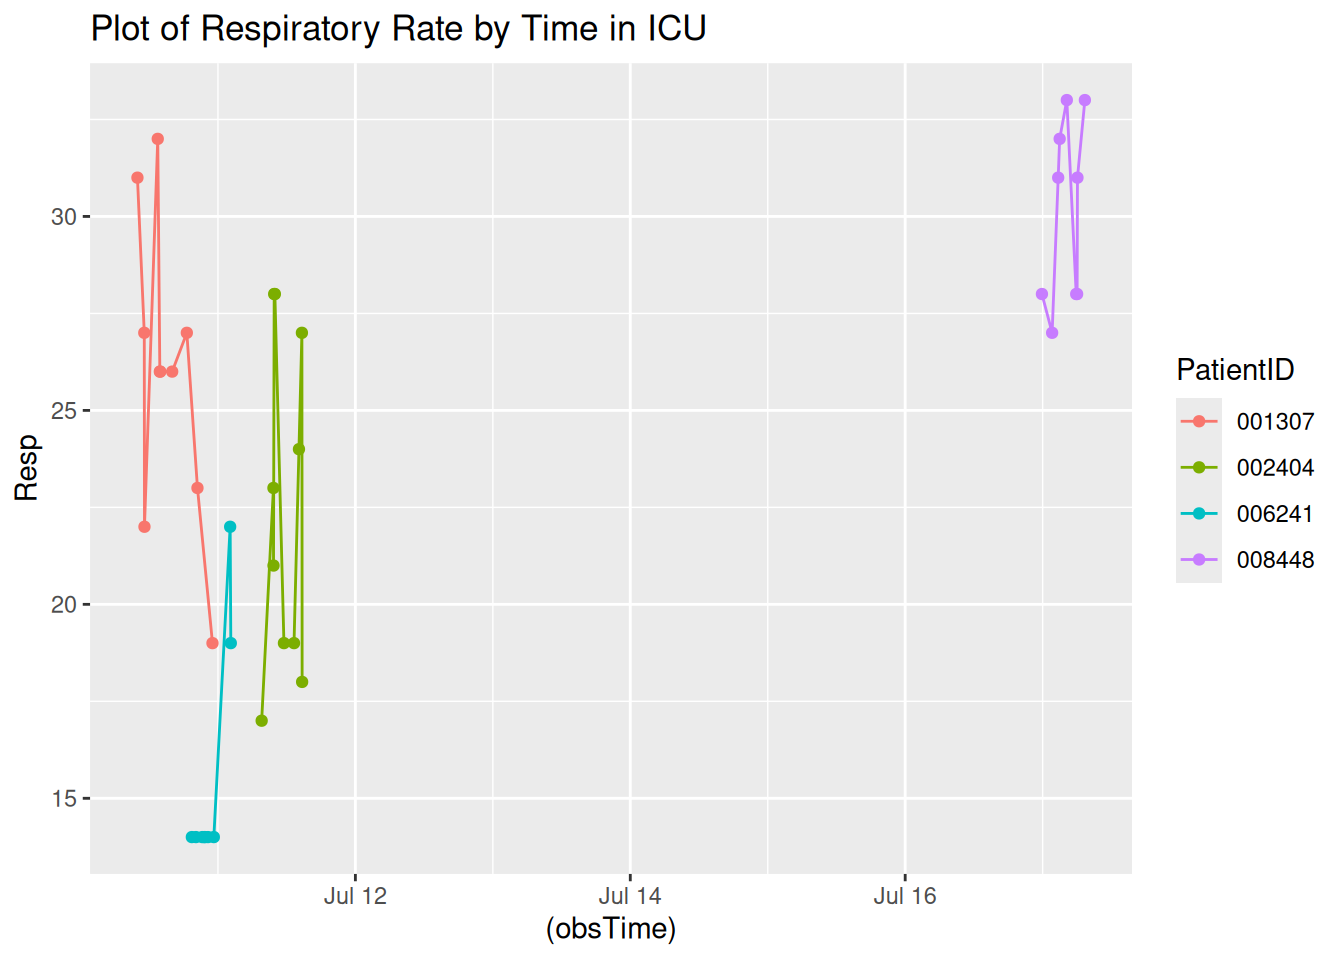 Plot of Respiratory Rate by Time in ICU
Resp
30
25
20
15
Jul 12
Jul 14
Jul 16
(obsTime)
PatientID
001307
002404
006241
008448